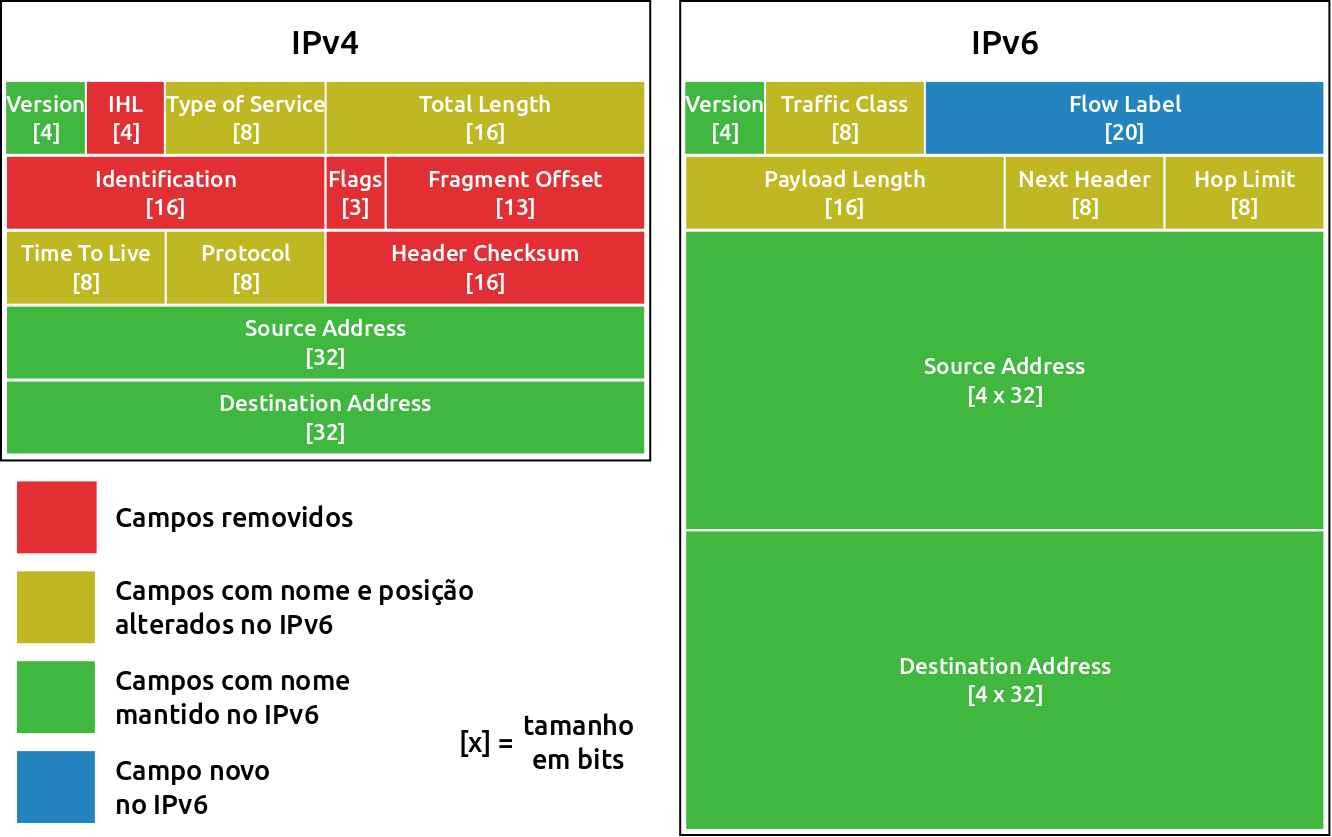 IPv4
Version
[4]
IHL
[4]
Type of Service
[8]
Total Length
[16]
Identification
[16]
Flags
[3]
Fragment Offset
[13]
Time To Live
[8]
Protocol
[8]
Header Checksum
[16]
Source Address
[32]
Destination Address
[32]
Campos removidos
Campos com nome e posição
alterados no IPv6
Campos com nome
mantido no IPv6
Campo novo
no IPv6
[x] =
tamanho
em bits
IPv6
Version
[4]
Traffic Class
[8]
Flow Label
[20]
Payload Length
[16]
Next Header
[8]
Hop Limit
[8]
Source Address
[4 x 32]
Destination Address
[4 x 32]